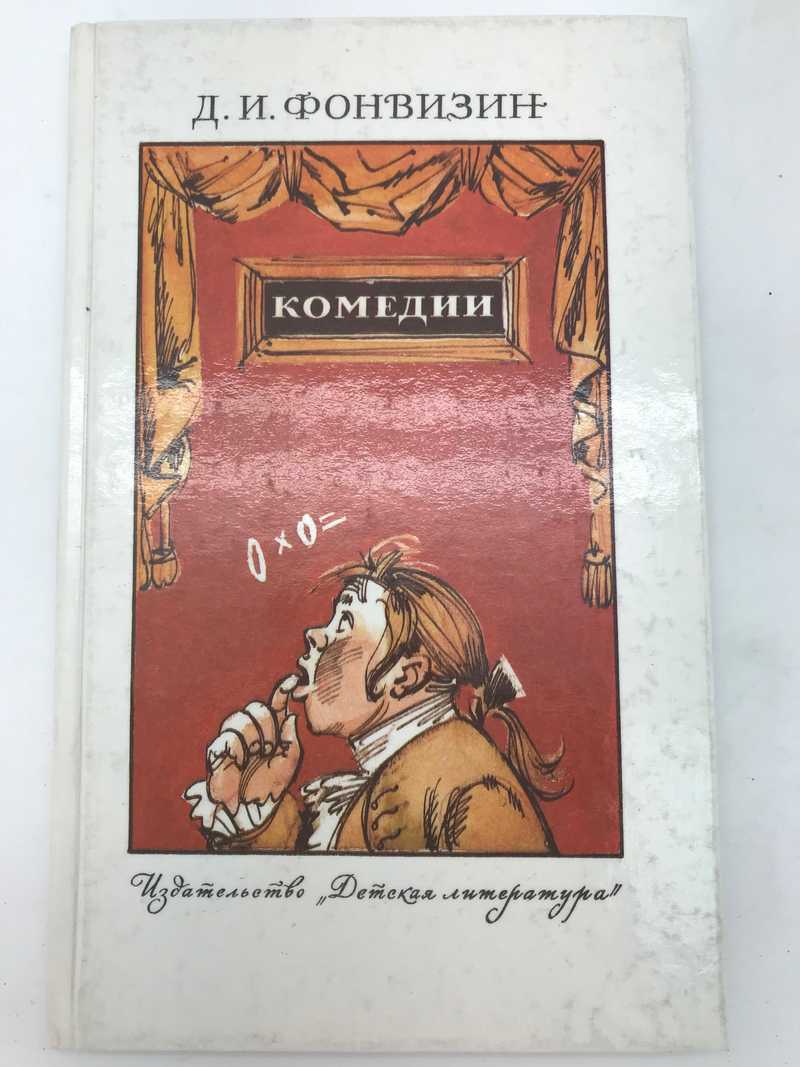 Д. И. ФОНВИЗИН
КОМЕДИИ
0 x 0 =
Издательство „Детская литература"